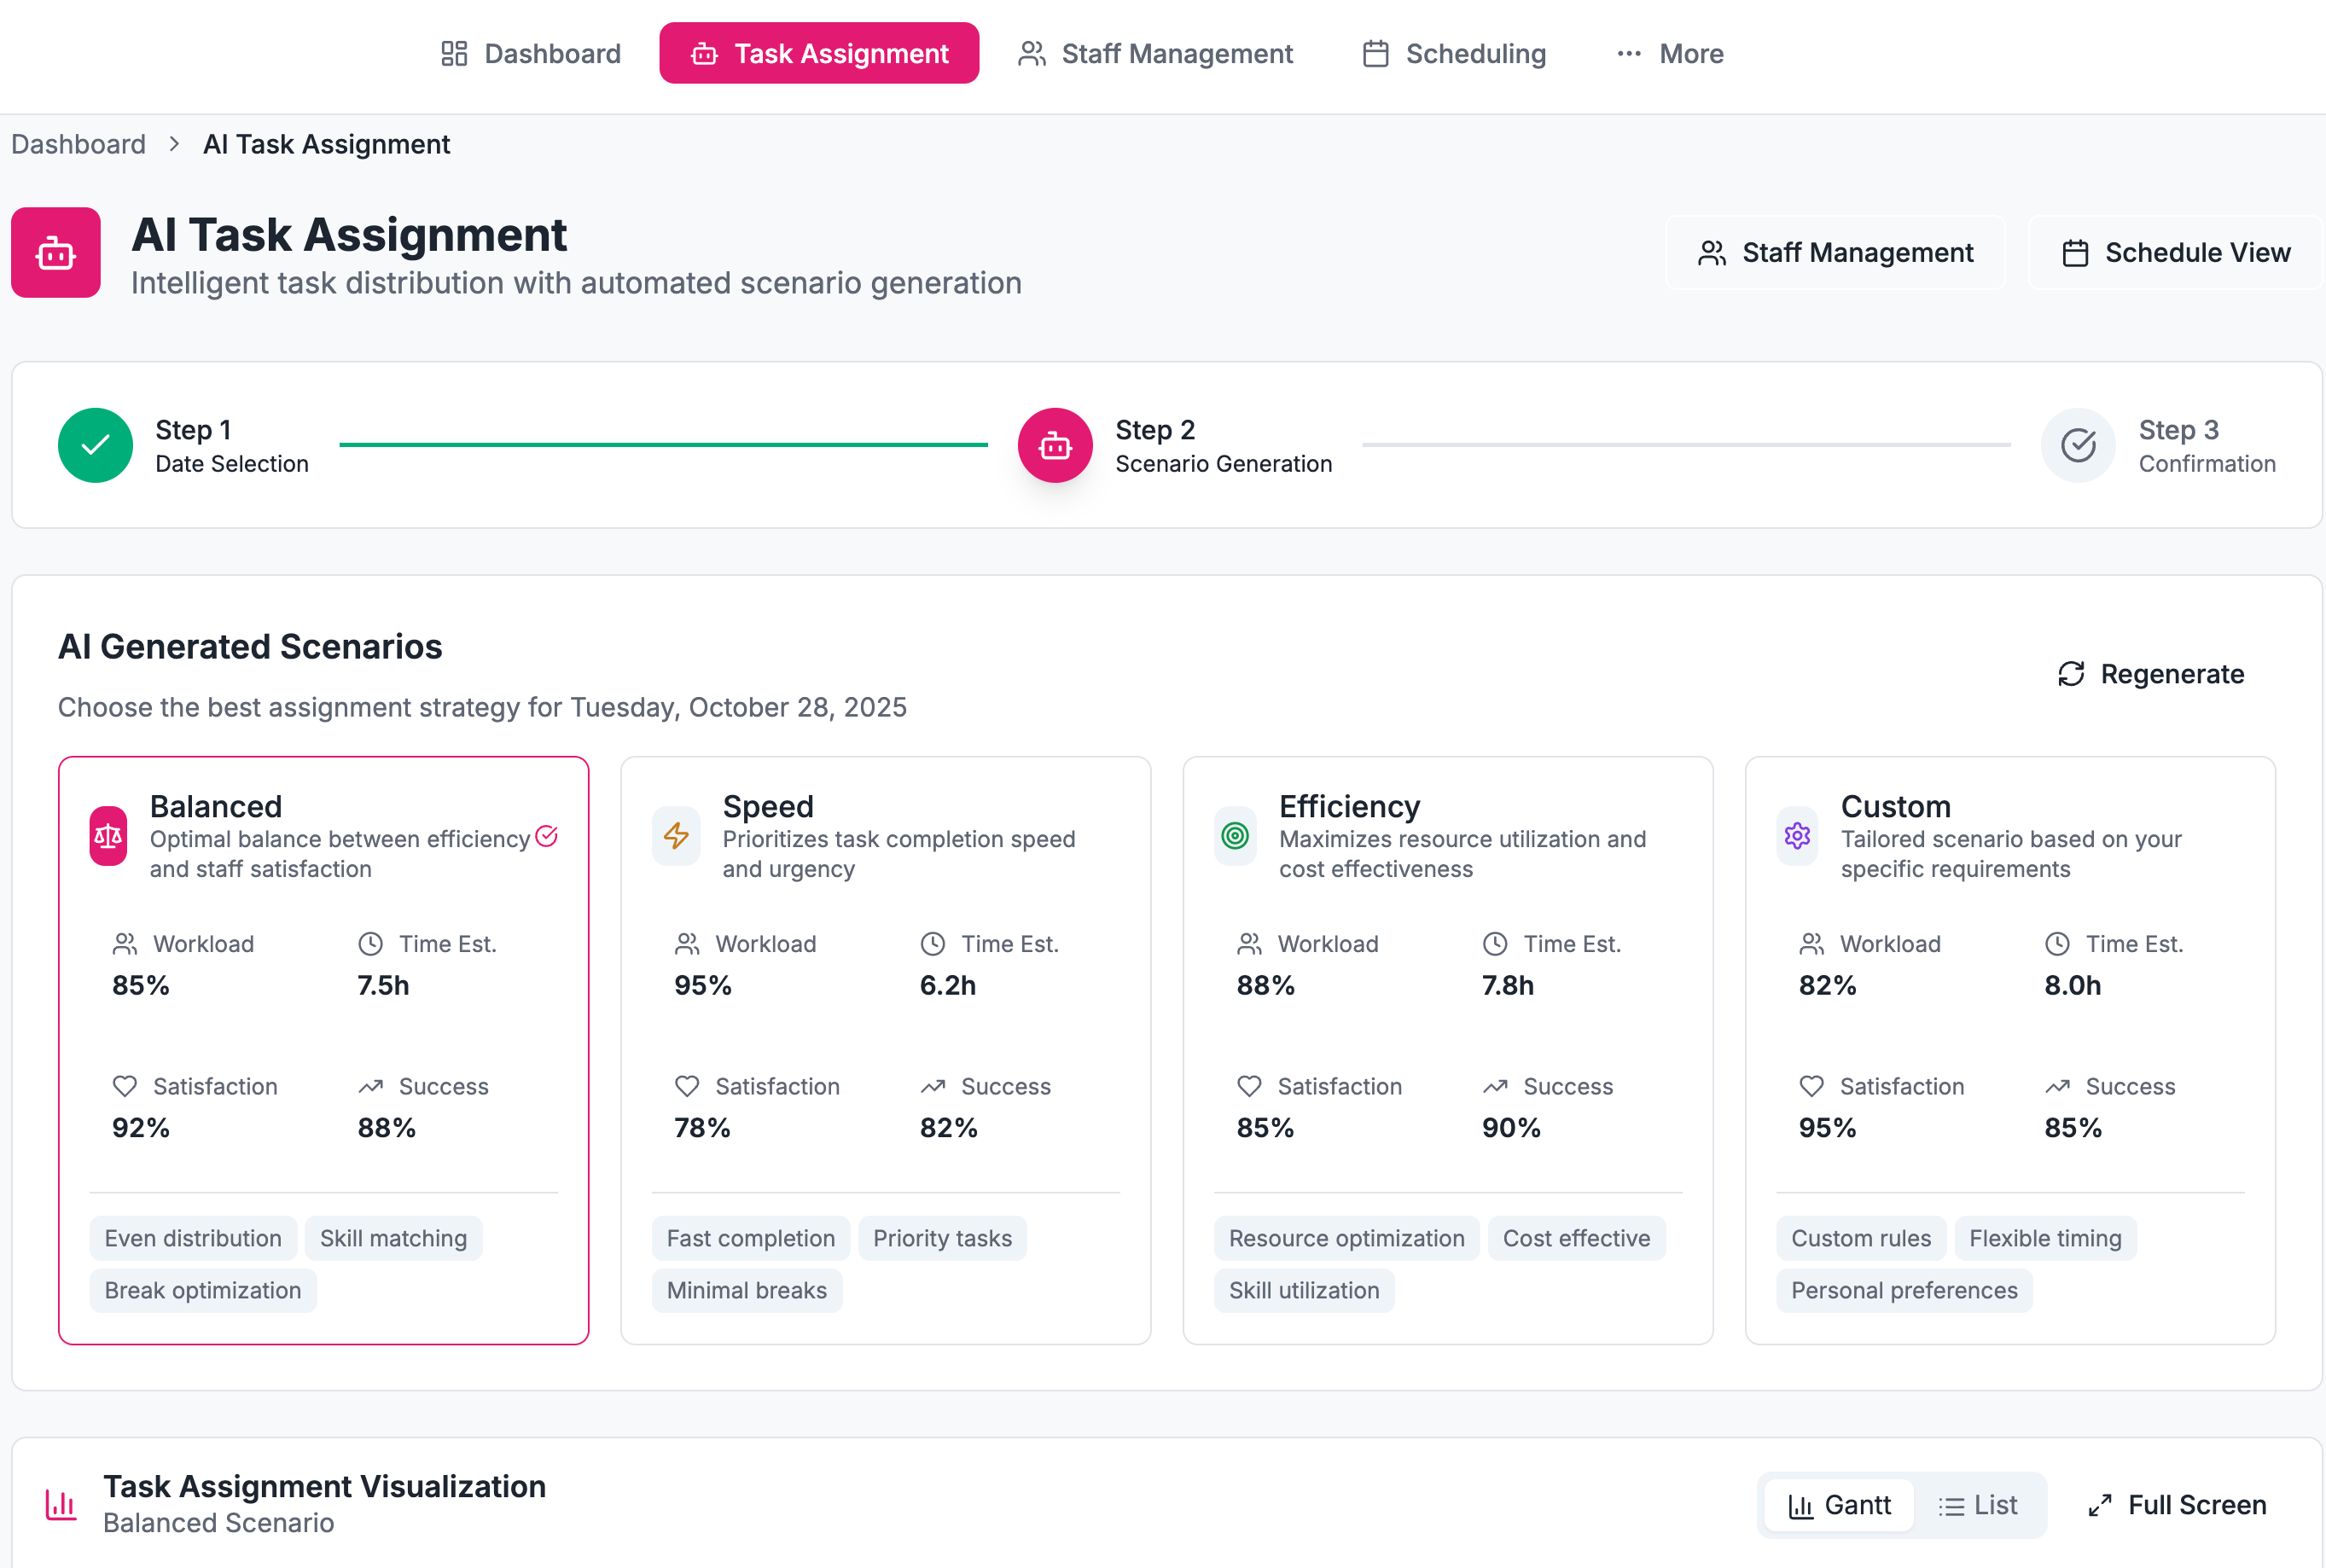 Dashboard
Task Assignment
Staff Management
Scheduling
More
Dashboard
AI Task Assignment
AI Task Assignment
Intelligent task distribution with automated scenario generation
Staff Management
Schedule View
Step 1
Date Selection
Step 2
Scenario Generation
Step 3
Confirmation
AI Generated Scenarios
Choose the best assignment strategy for Tuesday, October 28, 2025
Regenerate
Balanced
Optimal balance between efficiency
and staff satisfaction
Workload
Time Est.
85%
7.5h
Satisfaction
Success
92%
88%
Even distribution
Skill matching
Break optimization
Speed
Prioritizes task completion speed
and urgency
Workload
Time Est.
95%
6.2h
Satisfaction
Success
78%
82%
Fast completion
Priority tasks
Minimal breaks
Efficiency
Maximizes resource utilization and
cost effectiveness
Workload
Time Est.
88%
7.8h
Satisfaction
Success
85%
90%
Resource optimization
Cost effective
Skill utilization
Custom
Tailored scenario based on your
specific requirements
Workload
Time Est.
82%
8.0h
Satisfaction
Success
95%
85%
Custom rules
Flexible timing
Personal preferences
Task Assignment Visualization
Balanced Scenario
Gantt
List
Full Screen